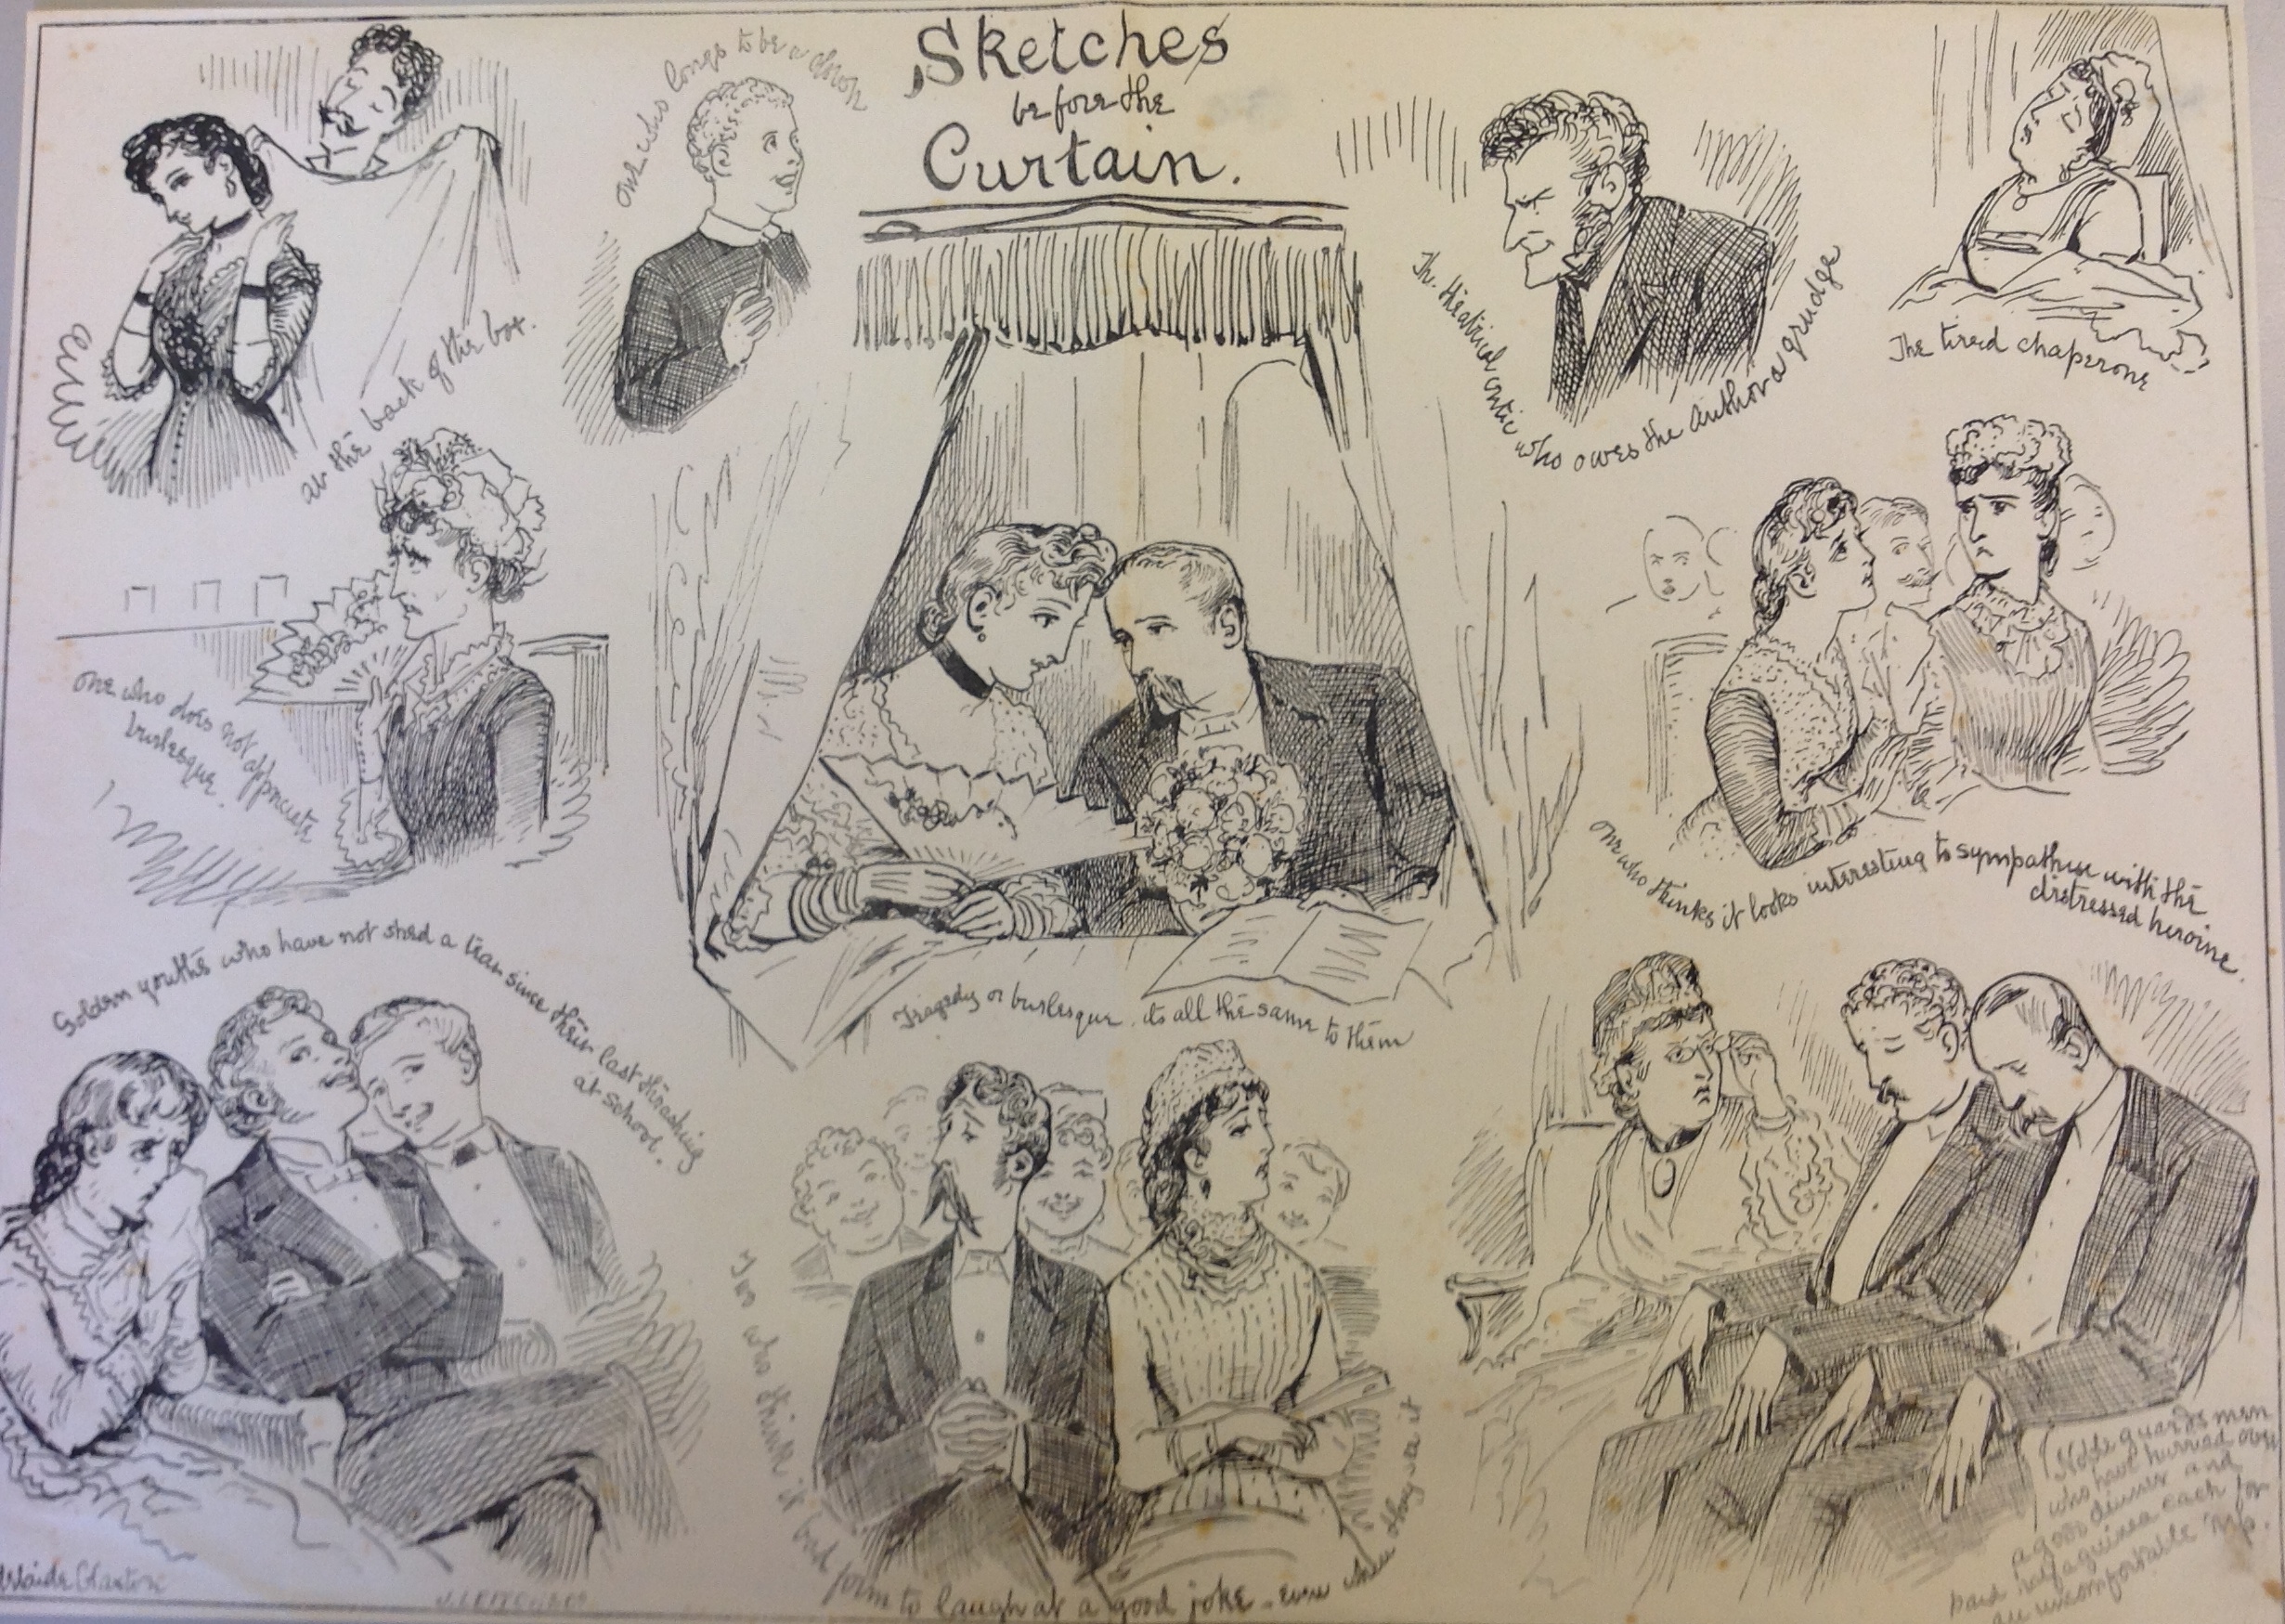 Sketches
before the
Curtain.
at the back of the box.
one who longs to be a
The theatrical critic who owes the author a grudge
The tired chaperone
one who does not appreciate
burlesque.
One who thinks it looks interesting to sympathise with the
distressed heroine.
Tragedy or burlesque. its all the same to them
Golden youths who have not shed a tear since their last thrashing
at school.
Two who think it bad form to laugh at a good joke - even when they see it
Noble guardsmen
who have hurried over
a good dinner and
paid half a guinea each for
an uncomfortable nap.
Adelaide Claxton